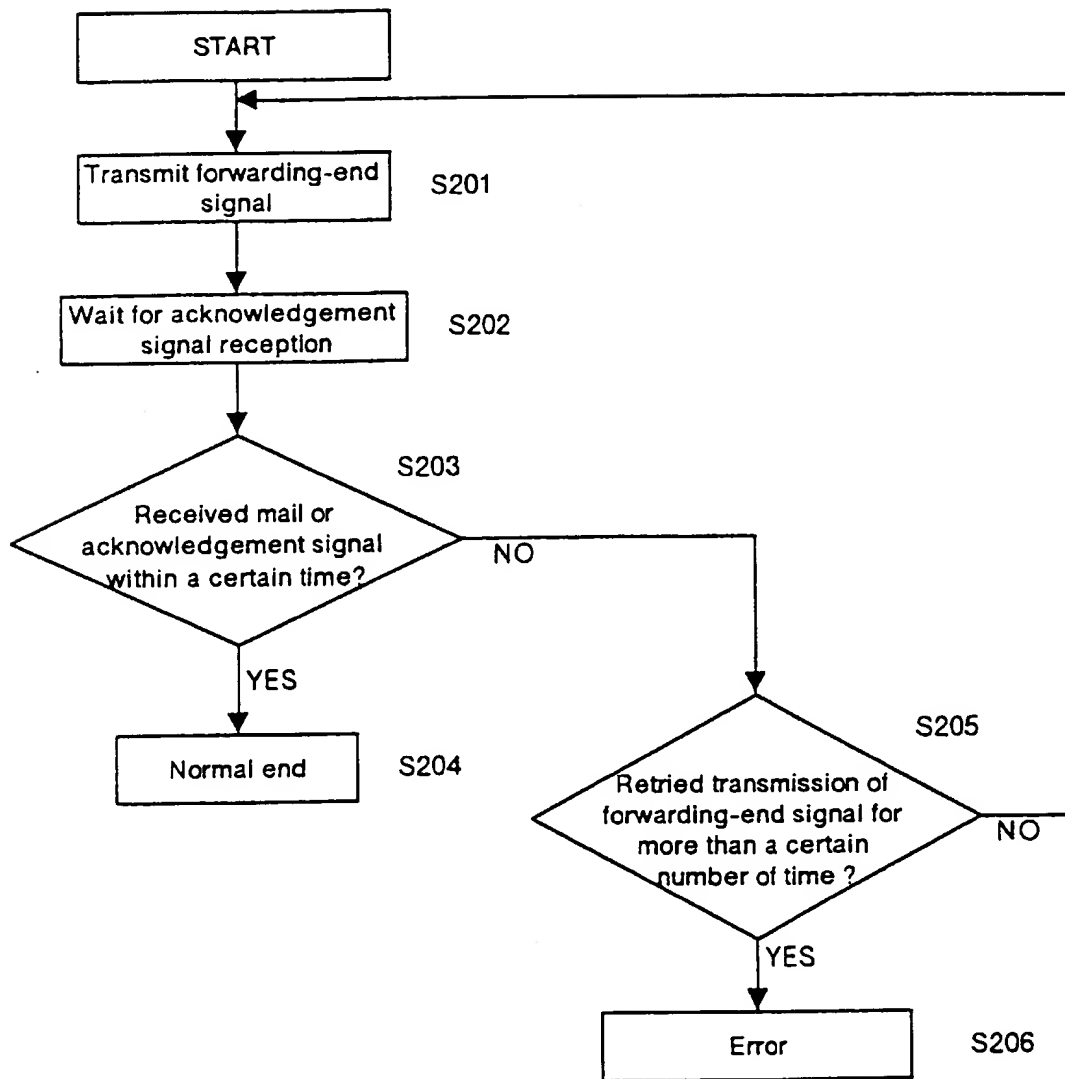 START
Transmit forwarding-end
signal
S201
Wait for acknowledgement
signal reception
S202
S203
Received mail or
acknowledgement signal
within a certain time?
NO
YES
Normal end
S204
S205
Retried transmission of
forwarding-end signal for
more than a certain
number of time ?
NO
YES
Error
S206